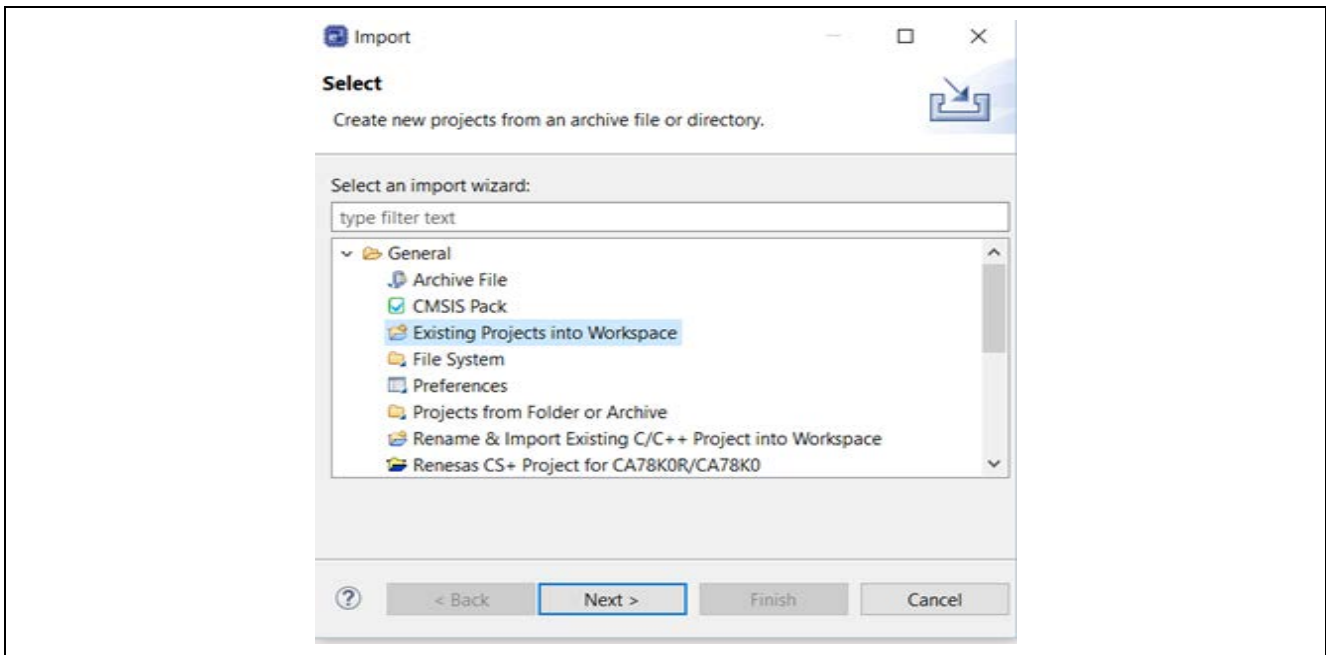 Import
Select
Create new projects from an archive file or directory.
Select an import wizard:
type filter text
General
Archive File
CMSIS Pack
Existing Projects into Workspace
File System
Preferences
Projects from Folder or Archive
Rename & Import Existing C/C++ Project into Workspace
Renesas CS+ Project for CA78K0R/CA78K0
? < Back Next > Finish Cancel